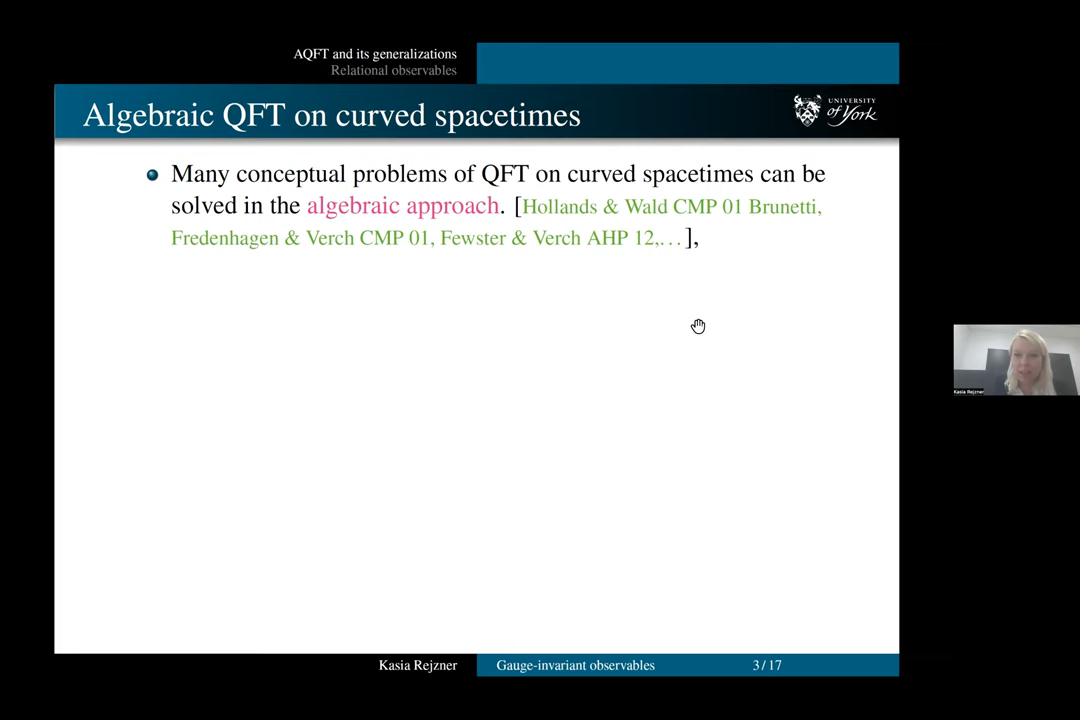 AQFT and its generalizations
Relational observables
Algebraic QFT on curved spacetimes
UNIVERSITY
of York
Many conceptual problems of QFT on curved spacetimes can be
solved in the algebraic approach. [Hollands & Wald CMP 01 Brunetti,
Fredenhagen & Verch CMP 01, Fewster & Verch AHP 12,...],
Kasia Rejzner
Kasia Rejzner
Gauge-invariant observables
3 / 17